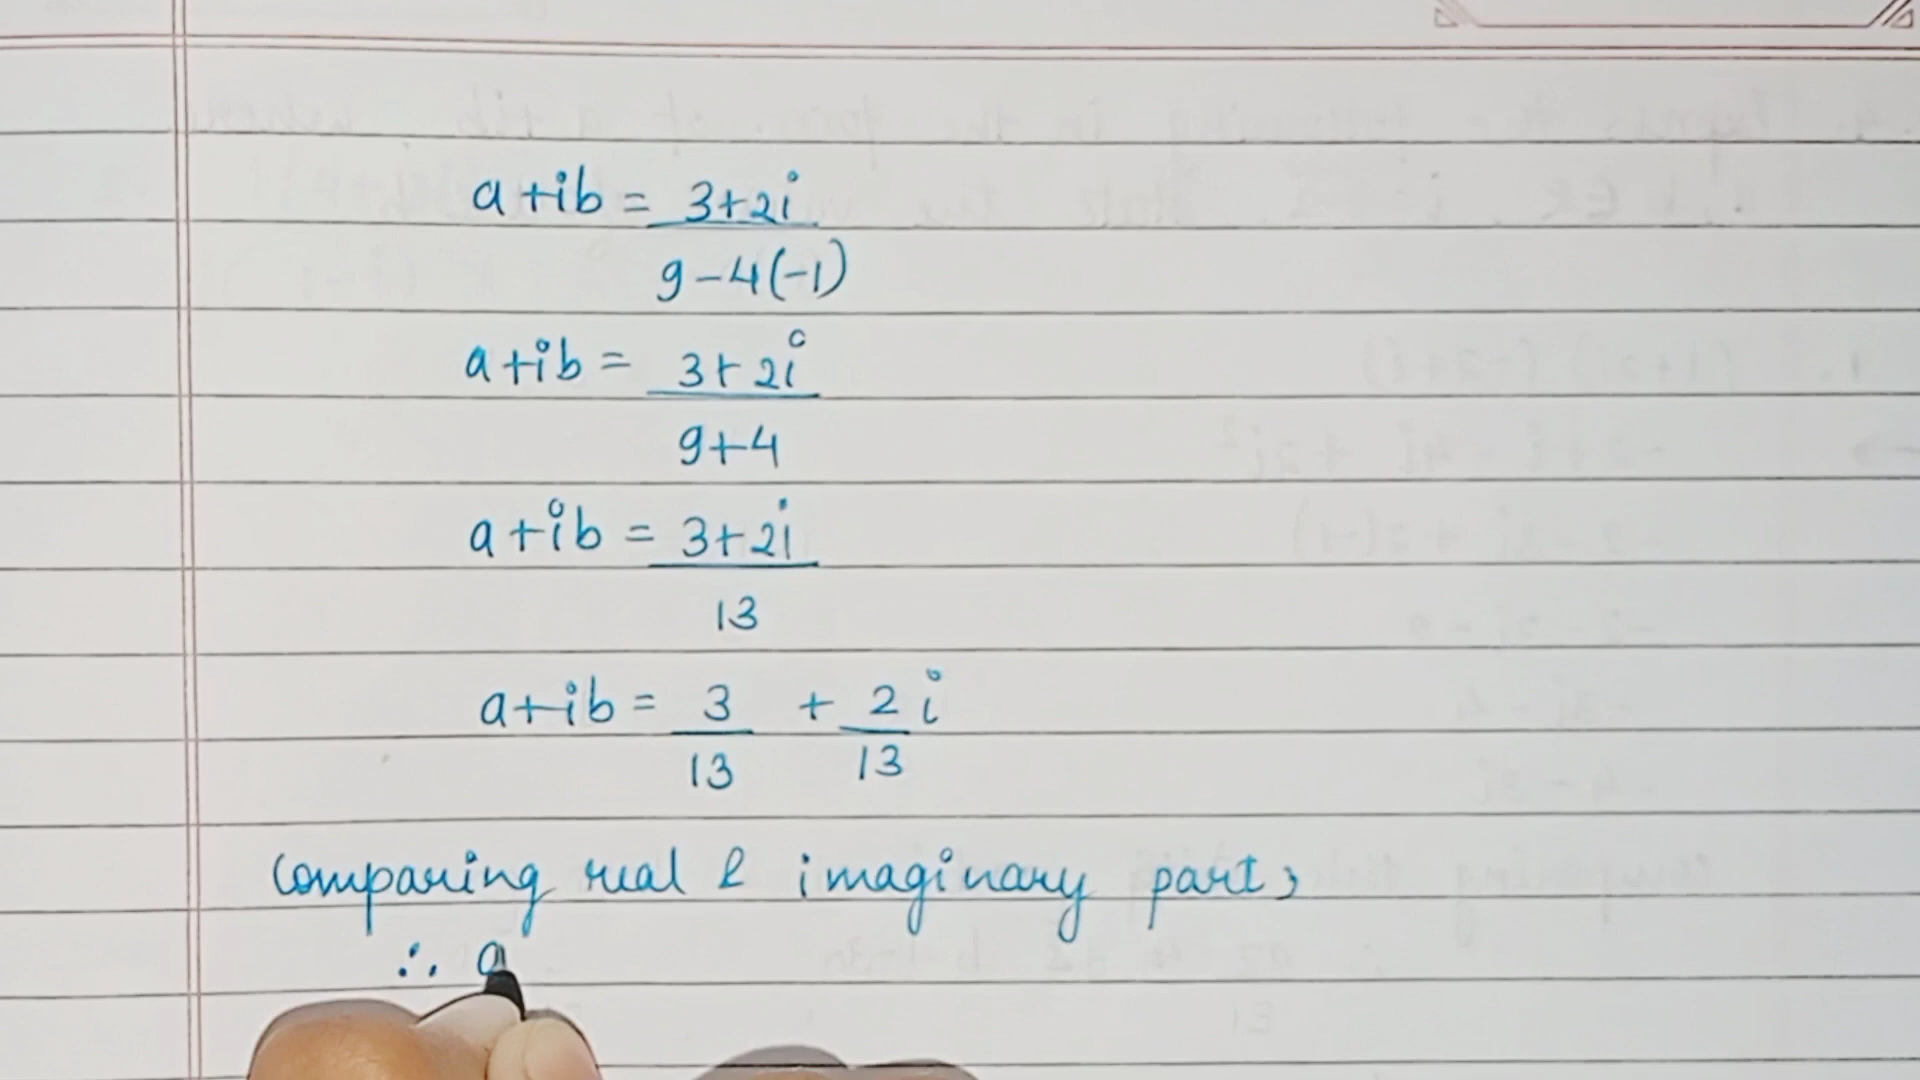 a+ib = 3+2i
9-4(-1)
a+ib = 3+2i
9+4
a+ib = 3+2i
13
a+ib = 3 + 2 i
13 13
Comparing real & imaginary part,
∴ a